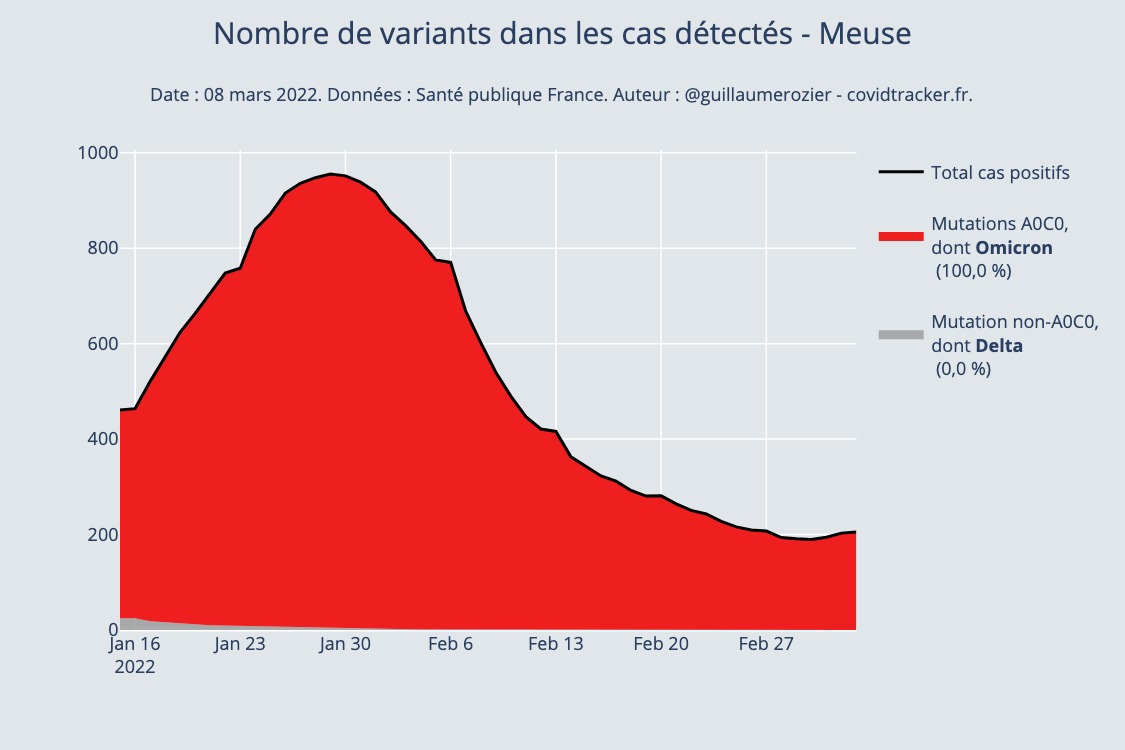 Nombre de variants dans les cas détectés - Meuse
Date : 08 mars 2022. Données : Santé publique France. Auteur : @guillaumerozier - covidtracker.fr.
1000
800
600
400
200
0
Jan 16
2022
Jan 23
Jan 30
Feb 6
Feb 13
Feb 20
Feb 27
Total cas positifs
Mutations A0C0,
dont Omicron
(100,0 %)
Mutation non-A0C0,
dont Delta
(0,0 %)